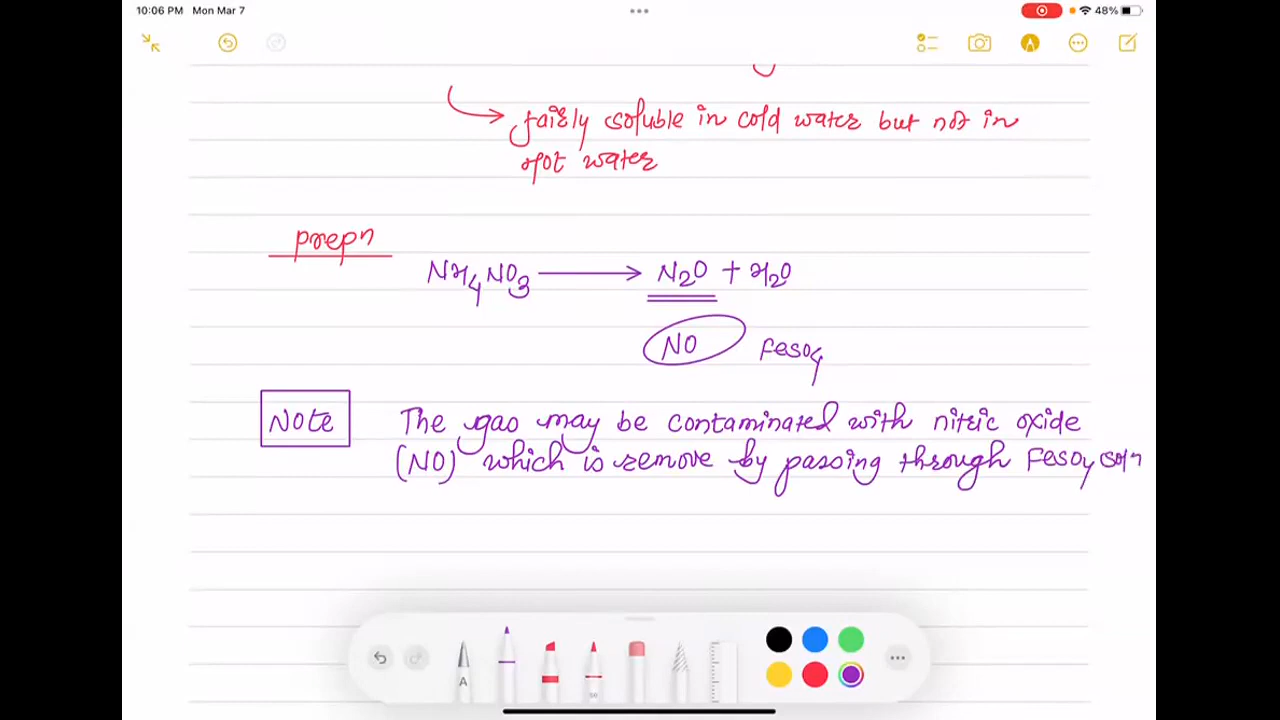 10:06 PM Mon Mar 7
48%
fairly soluble in cold water but not in
hot water
prepn
NH4NO3 → N2O + H2O
NO FeSO4
Note The gas may be contaminated with nitric oxide
(NO) which is remove by passing through FeSO4 soln
A
50